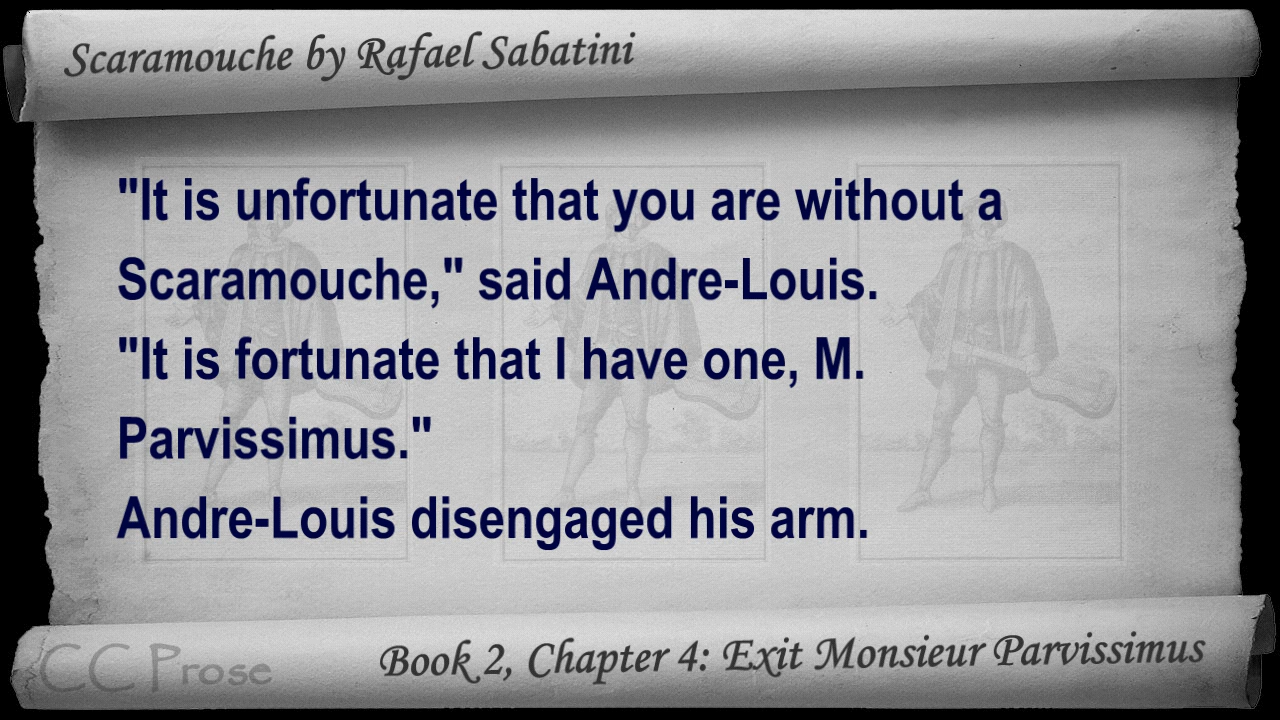 Scaramouche by Rafael Sabatini
"It is unfortunate that you are without a
Scaramouche," said Andre-Louis.
"It is fortunate that I have one, M.
Parvissimus."
Andre-Louis disengaged his arm.
CC Prose
Book 2, Chapter 4: Exit Monsieur Parvissimus